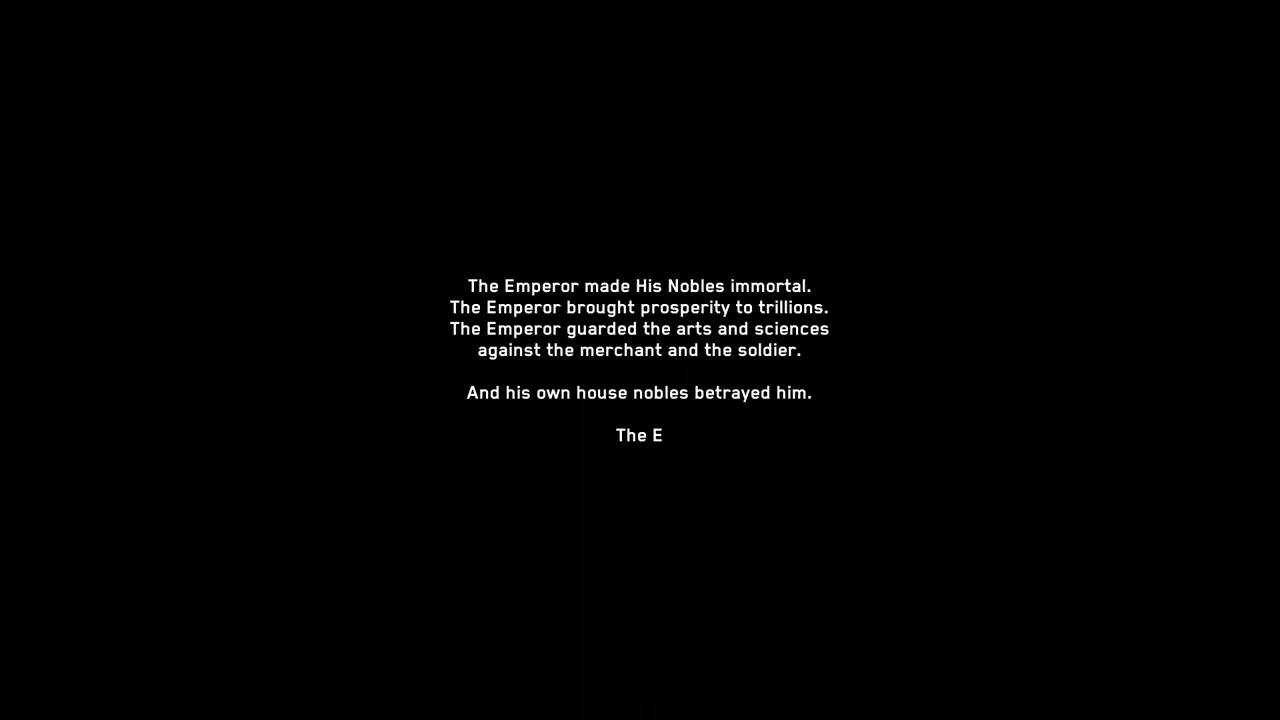 The Emperor made His Nobles immortal.
The Emperor brought prosperity to trillions.
The Emperor guarded the arts and sciences
against the merchant and the soldier.
And his own house nobles betrayed him.
The E